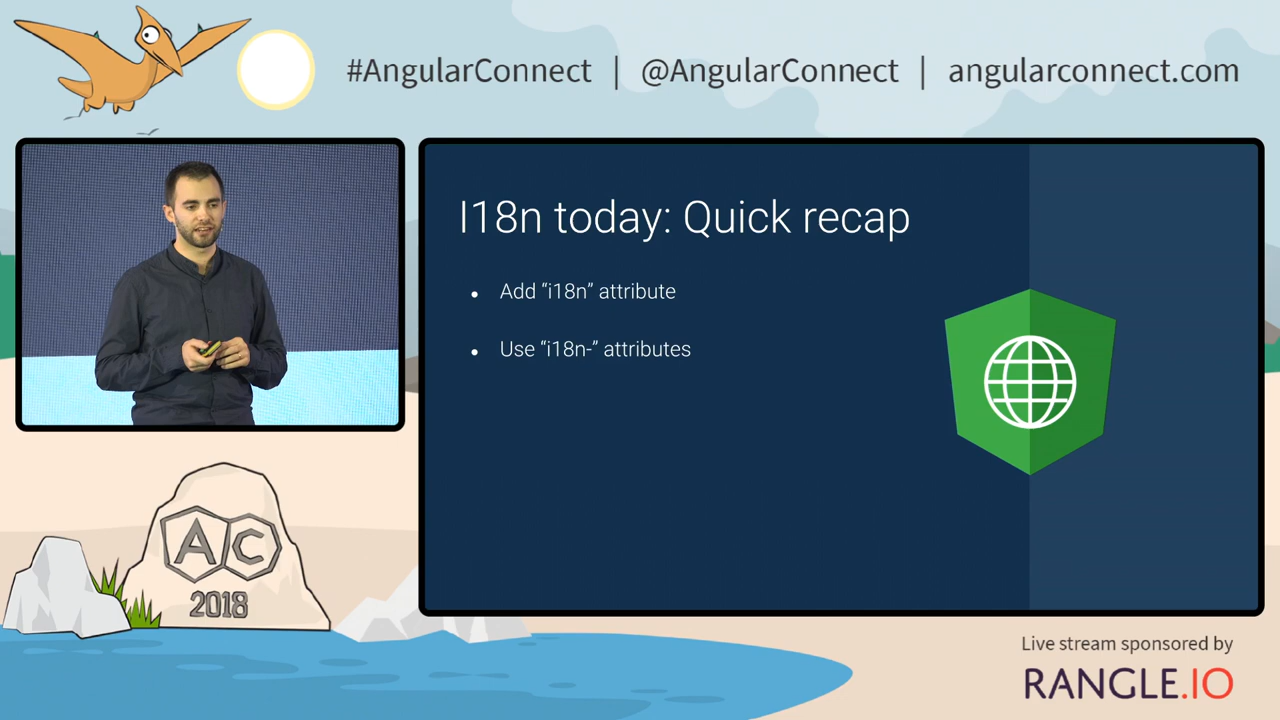 #AngularConnect | @AngularConnect | angularconnect.com
I18n today: Quick recap
• Add “i18n” attribute
• Use “i18n-” attributes
AC
2018
Live stream sponsored by
RANGLE.IO